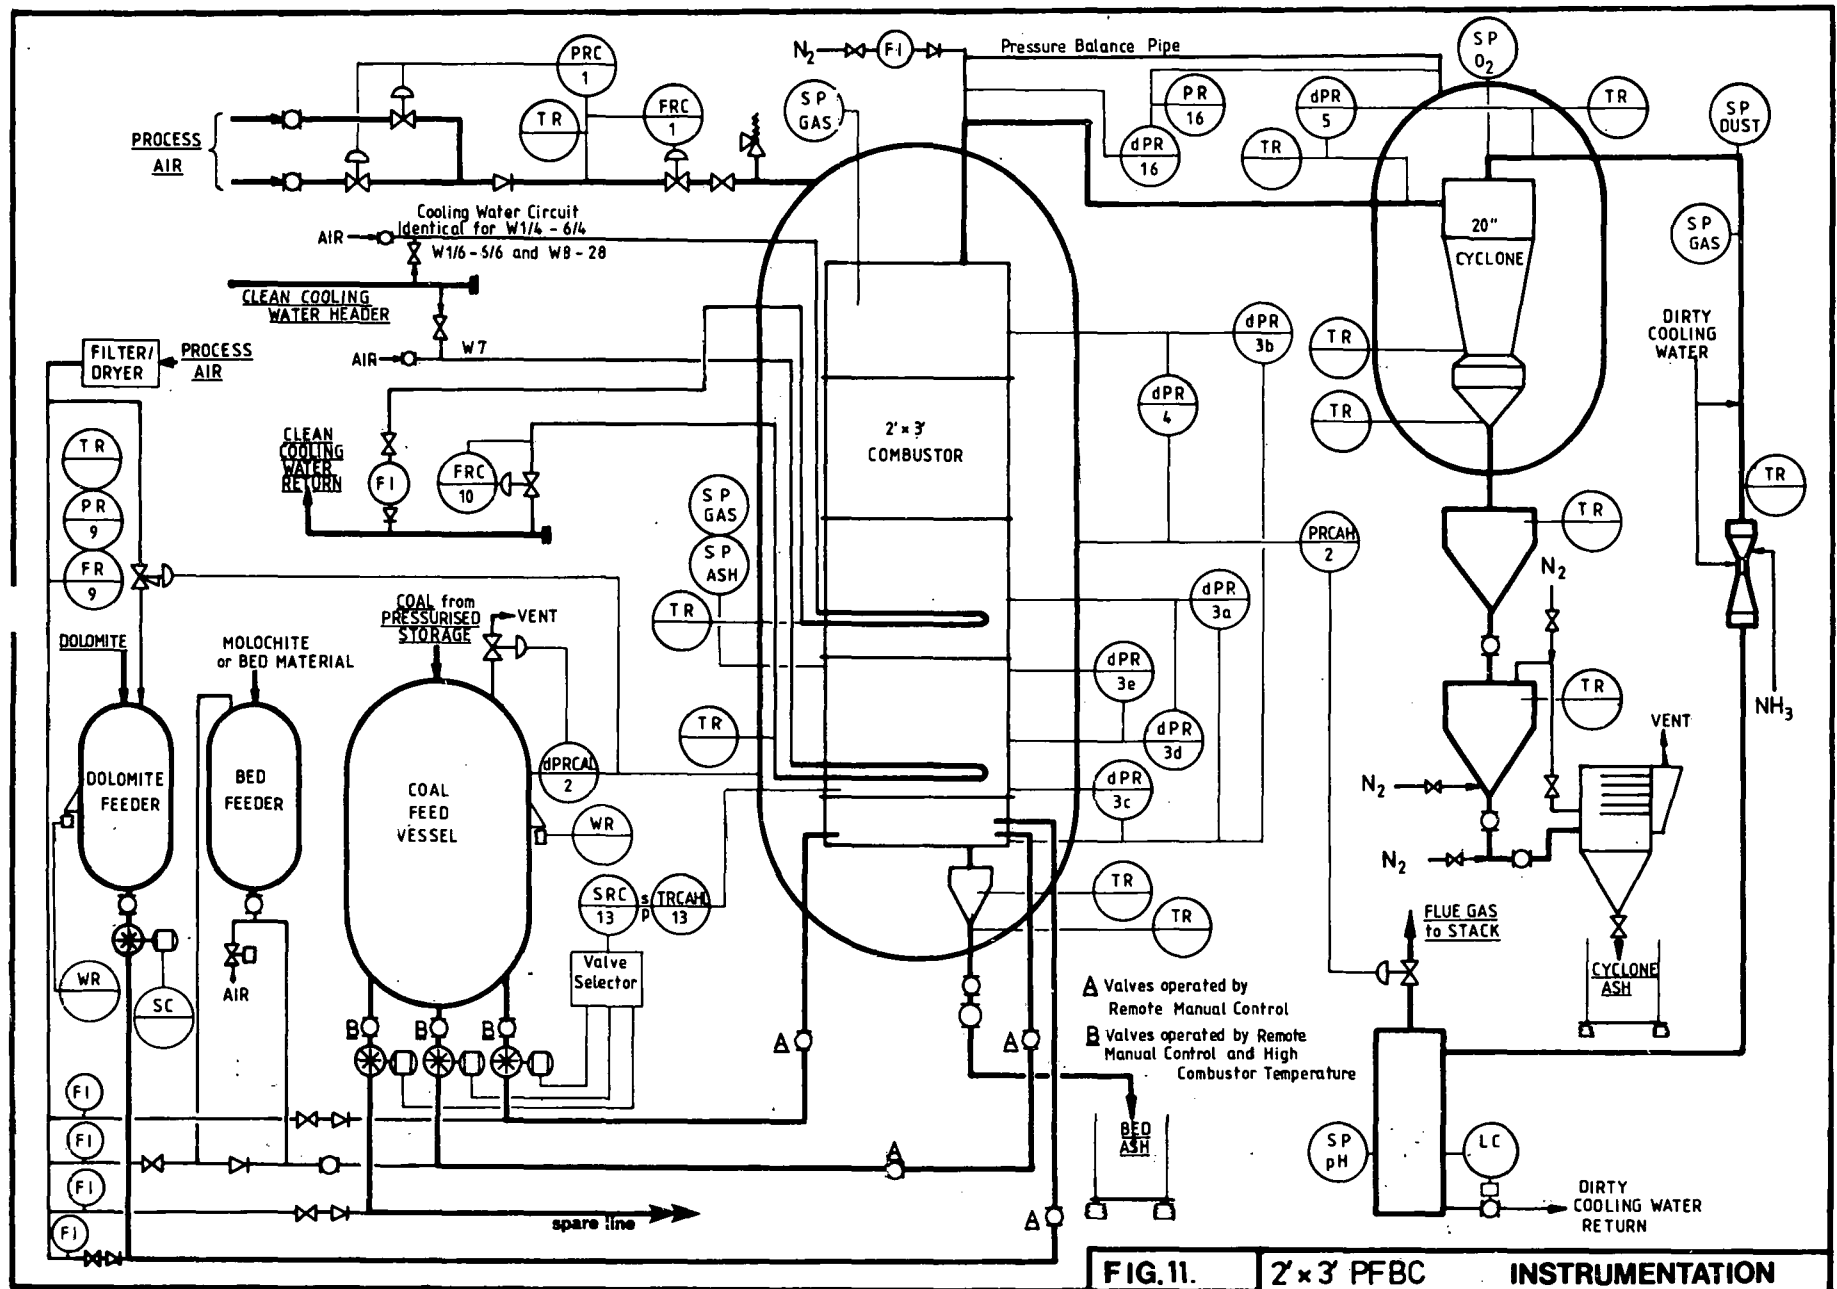 N2
FI
Pressure Balance Pipe
SP
O2
PRC
1
TR
FRC
1
SP
GAS
PR
16
dPR
16
dPR
5
TR
TR
SP
DUST
PROCESS
AIR
Cooling Water Circuit
Identical for W1/4 - 6/4
W1/6 - 5/6 and W8 - 28
AIR
CLEAN COOLING
WATER HEADER
AIR
W7
20"
CYCLONE
SP
GAS
DIRTY
COOLING
WATER
FILTER/
DRYER
PROCESS
AIR
dPR
3b
TR
dPR
4
TR
2' × 3'
COMBUSTOR
CLEAN
COOLING
WATER
RETURN
FI
FRC
10
TR
PR
9
FR
9
SP
GAS
SP
ASH
TR
PRCAH
2
TR
TR
N2
dPR
3a
TR
NH3
COAL from
PRESSURISED
STORAGE
VENT
DOLOMITE
MOLOCHITE
or BED MATERIAL
dPR
3e
dPR
3d
TR
VENT
DOLOMITE
FEEDER
BED
FEEDER
COAL
FEED
VESSEL
dPRCAL
2
WR
dPR
3c
N2
N2
SRC
13
SP
TRCAHL
13
TR
TR
Valve
Selector
WR
SC
AIR
B
B
B
A
A
A Valves operated by
Remote Manual Control
B Valves operated by Remote
Manual Control and High
Combustor Temperature
FLUE GAS
to STACK
CYCLONE
ASH
FI
FI
FI
FI
A
A
BED
ASH
SP
pH
LC
spare line
DIRTY
COOLING WATER
RETURN
FIG. 11.
2' × 3' PFBC
INSTRUMENTATION